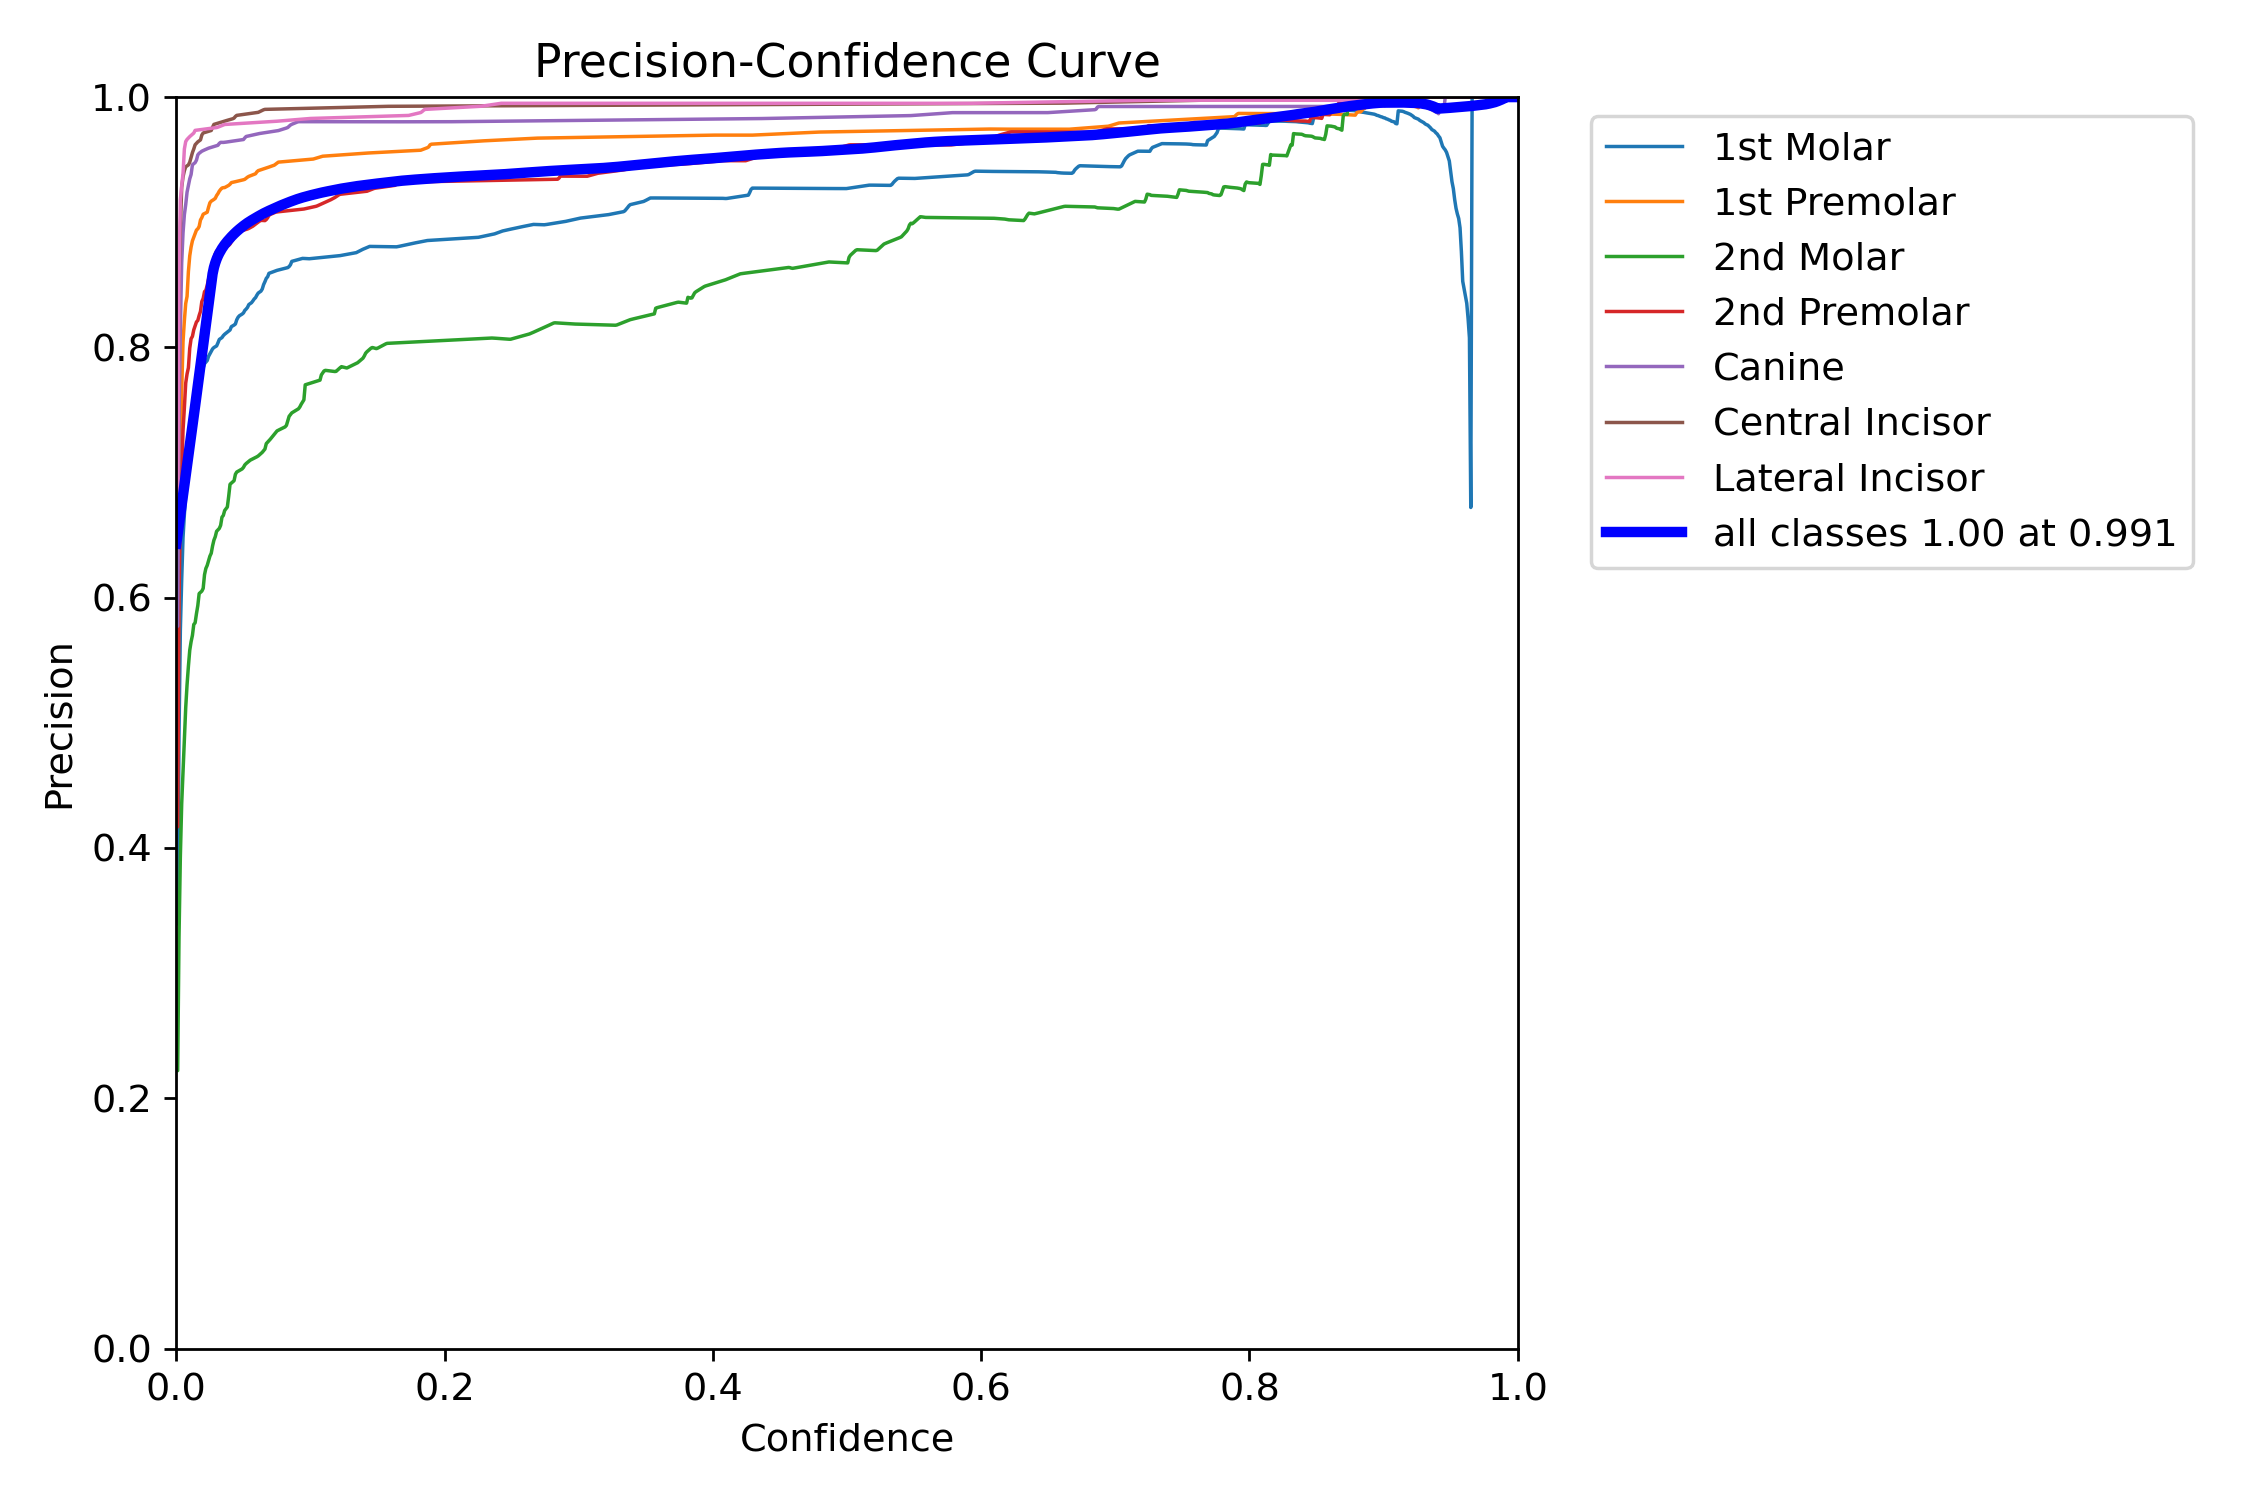 Precision-Confidence Curve
1.0
0.8
0.6
0.4
0.2
0.0
Precision
0.0 0.2 0.4 0.6 0.8 1.0
Confidence
1st Molar
1st Premolar
2nd Molar
2nd Premolar
Canine
Central Incisor
Lateral Incisor
all classes 1.00 at 0.991